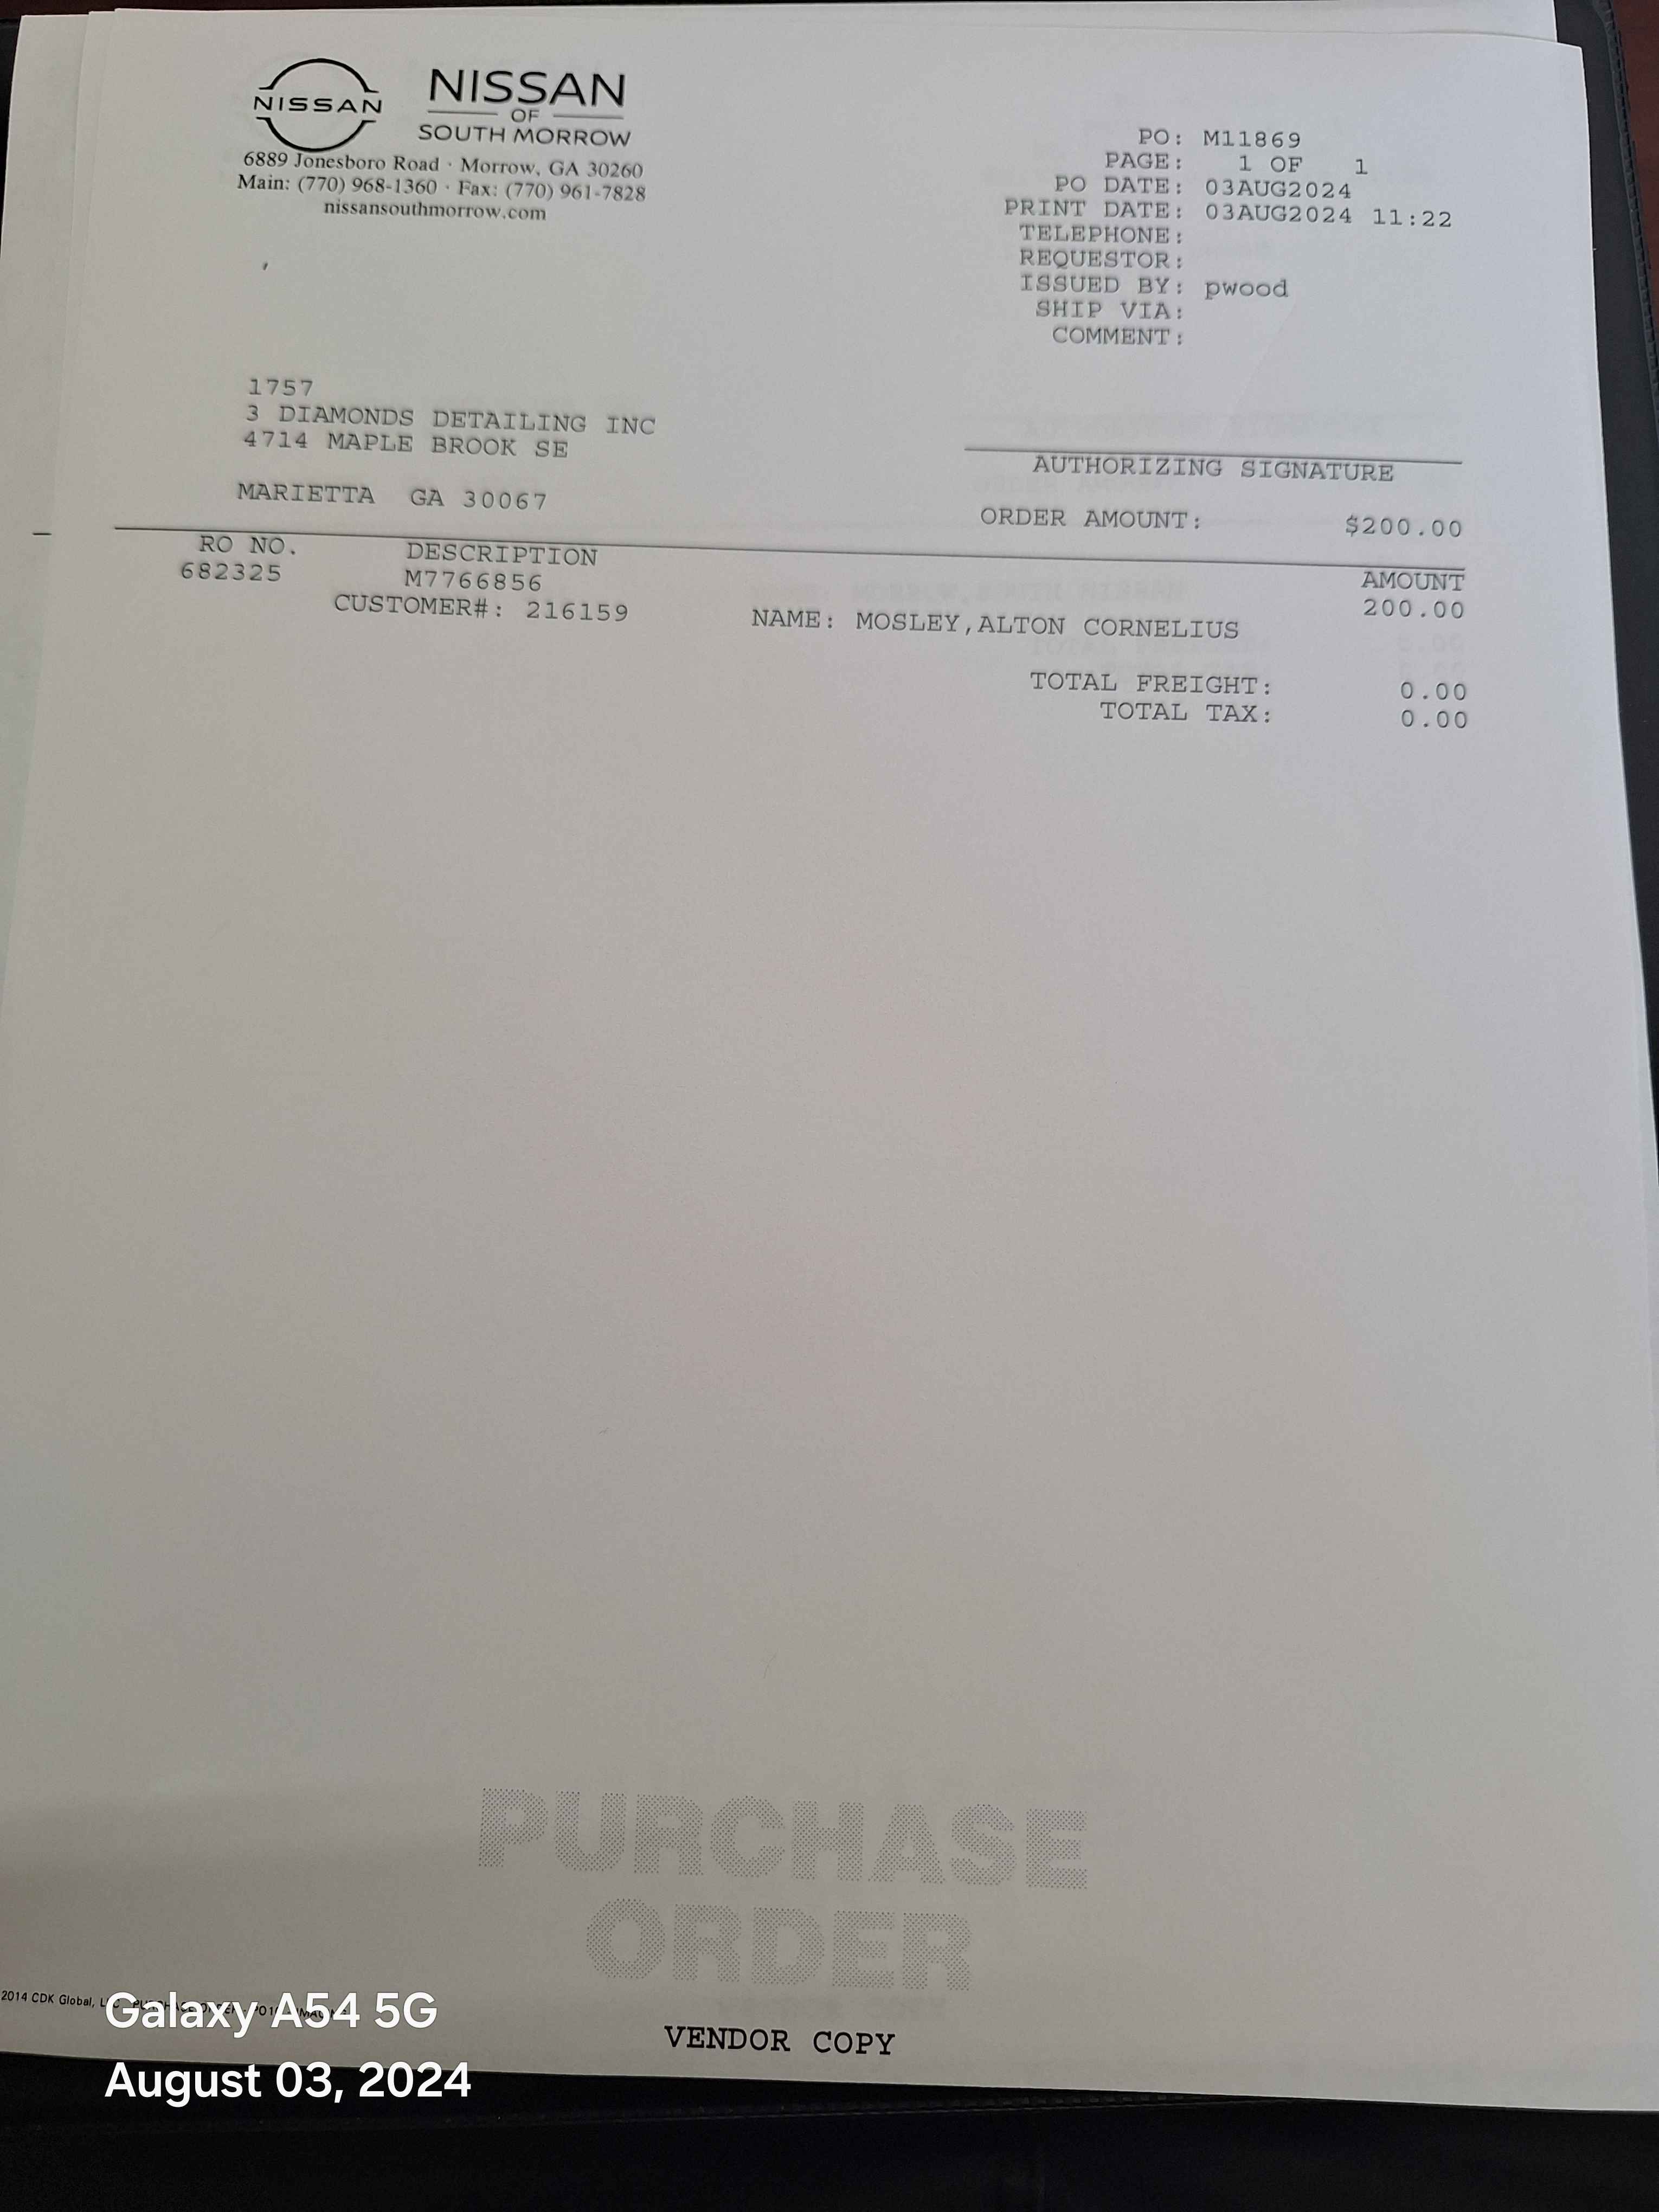 NISSAN
NISSAN
OF
SOUTH MORROW
6889 Jonesboro Road · Morrow, GA 30260
Main: (770) 968-1360 · Fax: (770) 961-7828
nissansouthmorrow.com
PO: M11869
PAGE: 1 OF 1
PO DATE: 03AUG2024
PRINT DATE: 03AUG2024 11:22
TELEPHONE:
REQUESTOR:
ISSUED BY: pwood
SHIP VIA:
COMMENT:
1757
3 DIAMONDS DETAILING INC
4714 MAPLE BROOK SE
MARIETTA GA 30067
AUTHORIZING SIGNATURE
ORDER AMOUNT: $200.00
RO NO. DESCRIPTION AMOUNT
682325 M7766856 200.00
CUSTOMER#: 216159 NAME: MOSLEY,ALTON CORNELIUS
TOTAL FREIGHT: 0.00
TOTAL TAX: 0.00
PURCHASE
ORDER
2014 CDK Global,
VENDOR COPY
Galaxy A54 5G
August 03, 2024